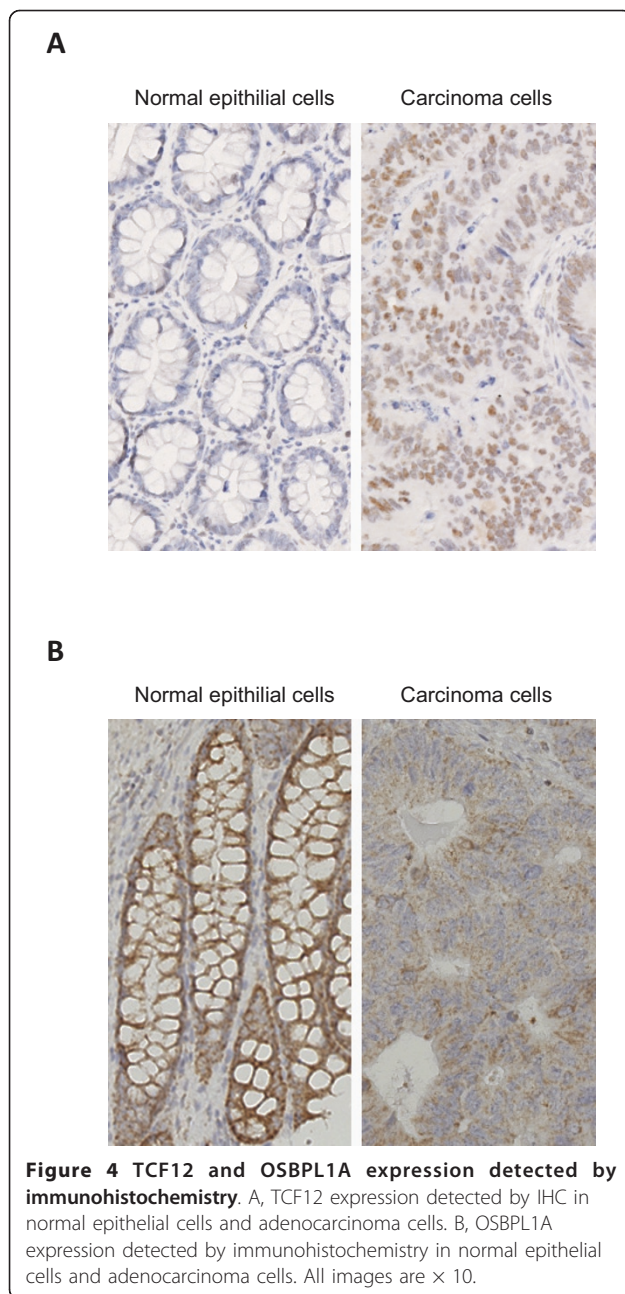 A
Normal epithilial cells Carcinoma cells
B
Normal epithilial cells Carcinoma cells
Figure 4 TCF12 and OSBPL1A expression detected by
immunohistochemistry. A, TCF12 expression detected by IHC in
normal epithelial cells and adenocarcinoma cells. B, OSBPL1A
expression detected by immunohistochemistry in normal epithelial
cells and adenocarcinoma cells. All images are × 10.